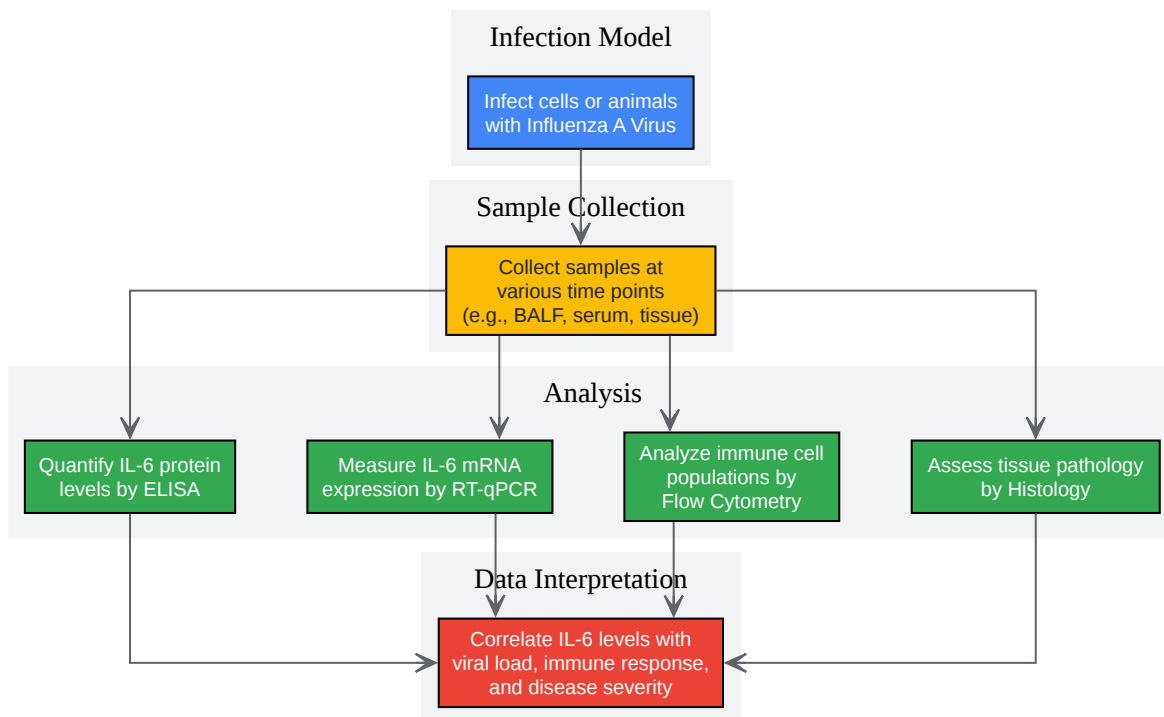 Infection Model
Infect cells or animals
with Influenza A Virus
Sample Collection
Collect samples at
various time points
(e.g., BALF, serum, tissue)
Analysis
Quantify IL-6 protein
levels by ELISA
Measure IL-6 mRNA
expression by RT-qPCR
Analyze immune cell
populations by
Flow Cytometry
Assess tissue pathology
by Histology
Data Interpretation
Correlate IL-6 levels with
viral load, immune response,
and disease severity